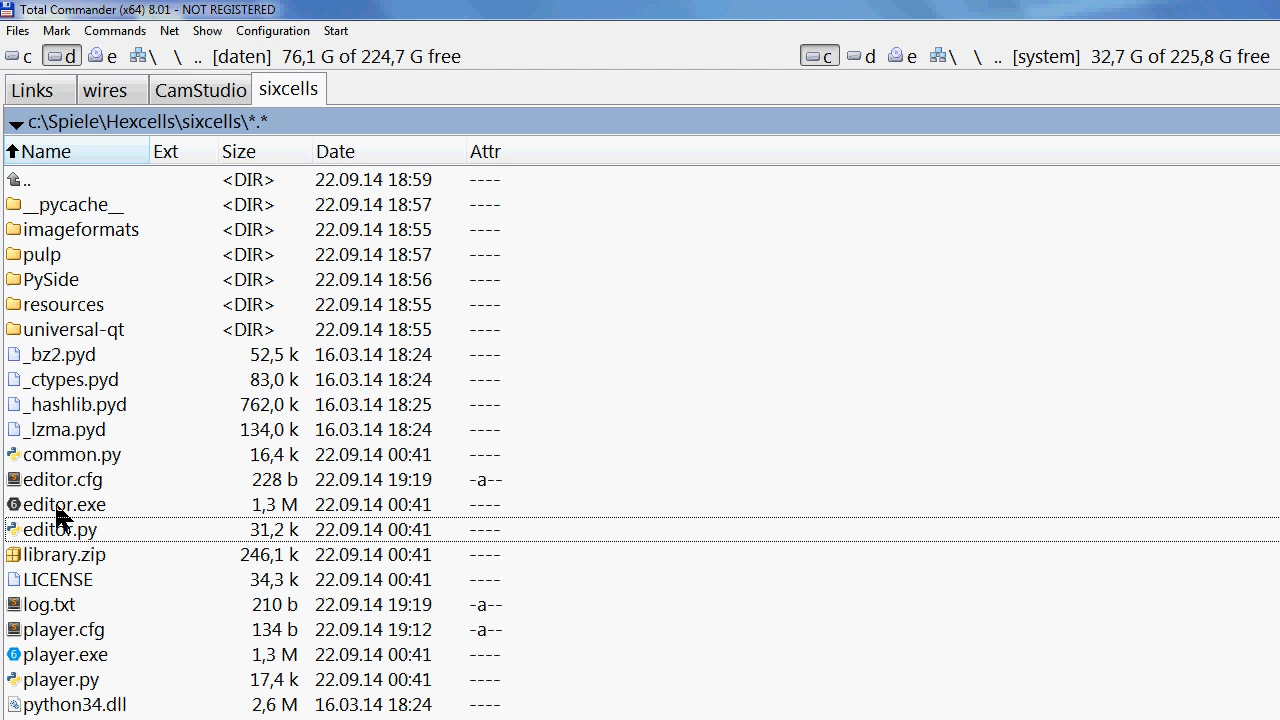 Total Commander (x64) 8.01 - NOT REGISTERED
Files Mark Commands Net Show Configuration Start
c d e \ \ .. [daten] 76,1 G of 224,7 G free c d e \ \ .. [system] 32,7 G of 225,8 G free
Links wires CamStudio sixcells
c:\Spiele\Hexcells\sixcells\*.*
Name Ext Size Date Attr
.. <DIR> 22.09.14 18:59 ----
__pycache__ <DIR> 22.09.14 18:57 ----
imageformats <DIR> 22.09.14 18:55 ----
pulp <DIR> 22.09.14 18:57 ----
PySide <DIR> 22.09.14 18:56 ----
resources <DIR> 22.09.14 18:55 ----
universal-qt <DIR> 22.09.14 18:55 ----
_bz2.pyd 52,5 k 16.03.14 18:24 ----
_ctypes.pyd 83,0 k 16.03.14 18:24 ----
_hashlib.pyd 762,0 k 16.03.14 18:25 ----
_lzma.pyd 134,0 k 16.03.14 18:24 ----
common.py 16,4 k 22.09.14 00:41 ----
editor.cfg 228 b 22.09.14 19:19 -a--
editor.exe 1,3 M 22.09.14 00:41 ----
editor.py 31,2 k 22.09.14 00:41 ----
library.zip 246,1 k 22.09.14 00:41 ----
LICENSE 34,3 k 22.09.14 00:41 ----
log.txt 210 b 22.09.14 19:19 -a--
player.cfg 134 b 22.09.14 19:12 -a--
player.exe 1,3 M 22.09.14 00:41 ----
player.py 17,4 k 22.09.14 00:41 ----
python34.dll 2,6 M 16.03.14 18:24 ----